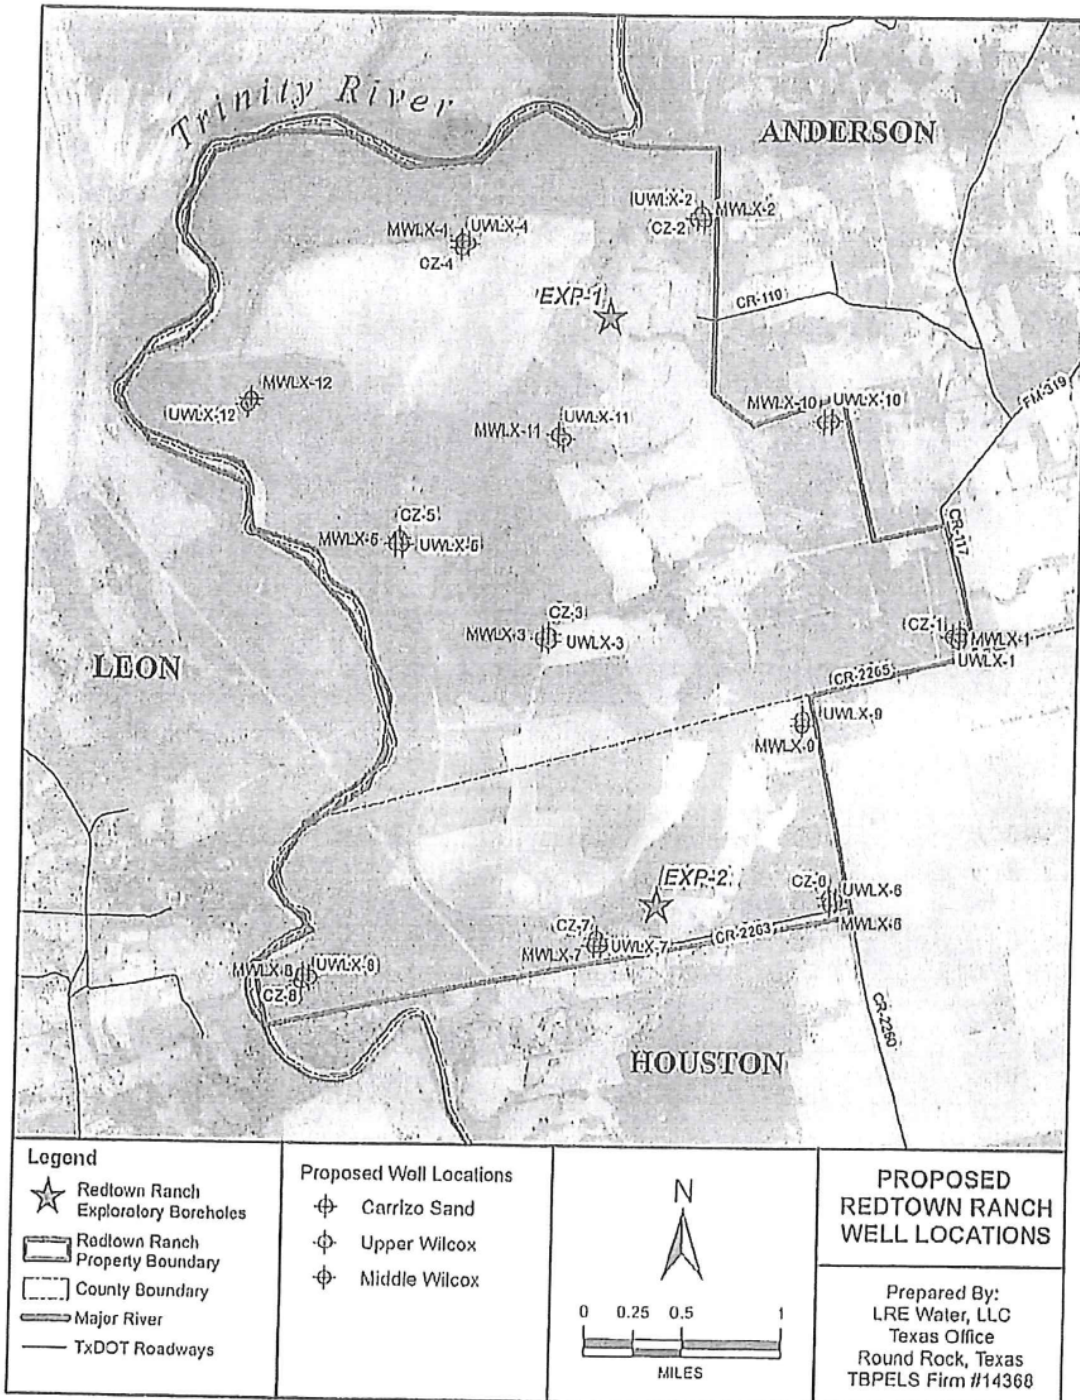 Trinity River
ANDERSON
UWLX-2
MWLX-2
CZ-2
MWLX-4
UWLX-4
CZ-4
EXP-1
CR-110
FM-319
MWLX-12
UWLX-12
MWLX-10
UWLX-10
UWLX-11
MWLX-11
CR-117
CZ-5
MWLX-5
UWLX-5
CZ-3
MWLX-3
UWLX-3
CZ-1
MWLX-1
UWLX-1
LEON
CR-2265
UWLX-9
MWLX-9
EXP-2
CZ-6
UWLX-6
MWLX-6
CZ-7
UWLX-7
MWLX-7
CR-2263
MWLX-8
UWLX-8
CZ-8
CR-2260
HOUSTON
Legend
Redtown Ranch
Exploratory Boreholes
Redtown Ranch
Property Boundary
County Boundary
Major River
TxDOT Roadways
Proposed Well Locations
Carrizo Sand
Upper Wilcox
Middle Wilcox
N
0 0.25 0.5 1
MILES
PROPOSED
REDTOWN RANCH
WELL LOCATIONS
Prepared By:
LRE Water, LLC
Texas Office
Round Rock, Texas
TBPELS Firm #14368